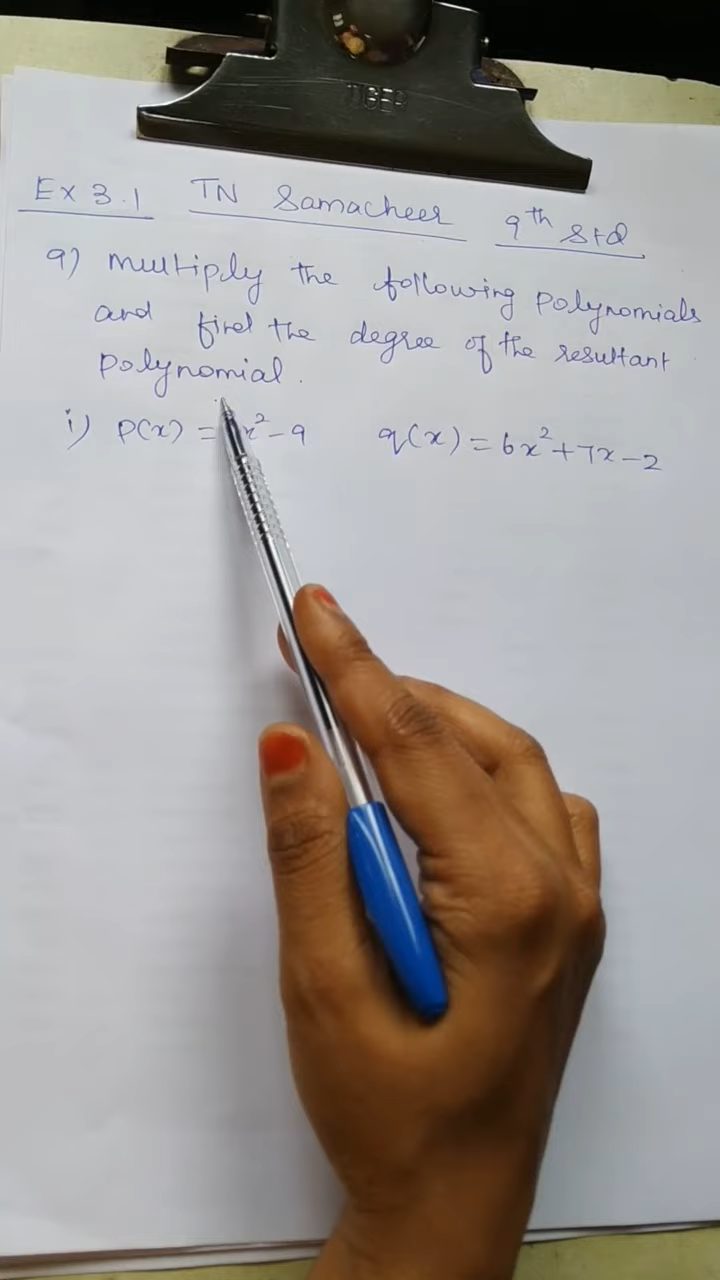 TIGER
Ex 3.1 TN Samacheer 9th Std
9) multiply the following polynomials
and find the degree of the resultant
polynomial.
i) P(x) = x² - 9 q(x) = 6x² + 7x - 2